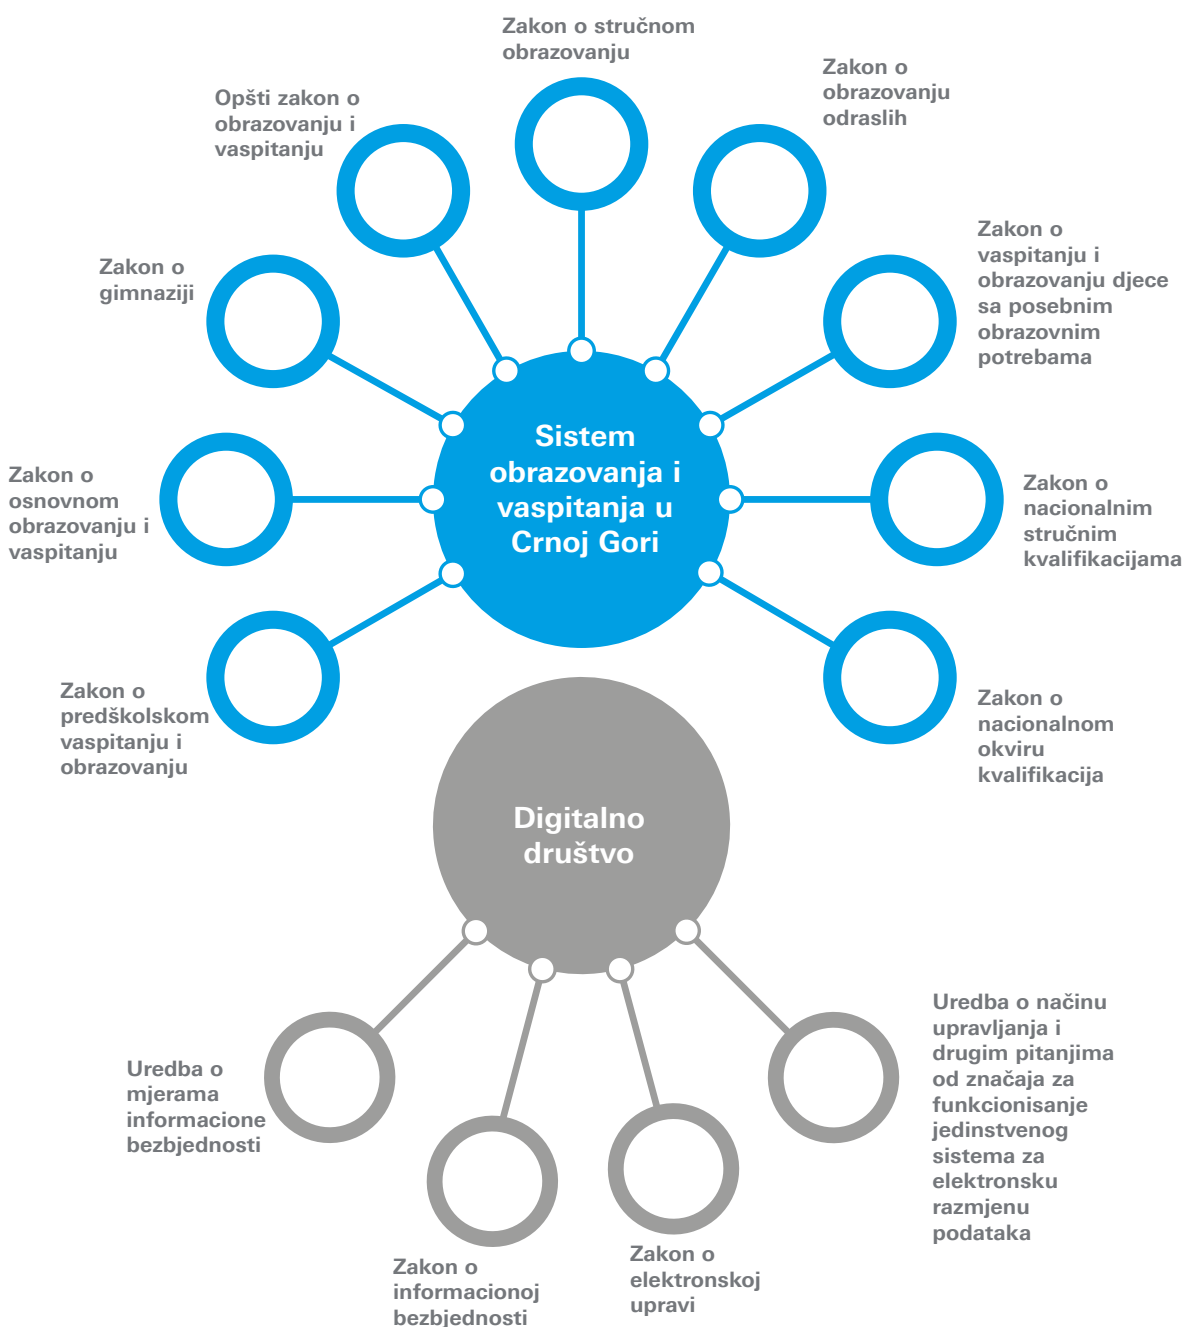 Zakon o stručnom
obrazovanju
Zakon o
obrazovanju
odraslih
Opšti zakon o
obrazovanju i
vaspitanju
Zakon o
vaspitanju i
obrazovanju djece
sa posebnim
obrazovnim
potrebama
Zakon o
gimnaziji
Sistem
obrazovanja i
vaspitanja u
Crnoj Gori
Zakon o
osnovnom
obrazovanju i
vaspitanju
Zakon o
nacionalnim
stručnim
kvalifikacijama
Zakon o
predškolskom
vaspitanju i
obrazovanju
Zakon o
nacionalnom
okviru
kvalifikacija
Digitalno
društvo
Uredba o
mjerama
informacione
bezbjednosti
Uredba o načinu
upravljanja i
drugim pitanjima
od značaja za
funkcionisanje
jedinstvenog
sistema za
elektronsku
razmjenu
podataka
Zakon o
informacionoj
bezbjednosti
Zakon o
elektronskoj
upravi